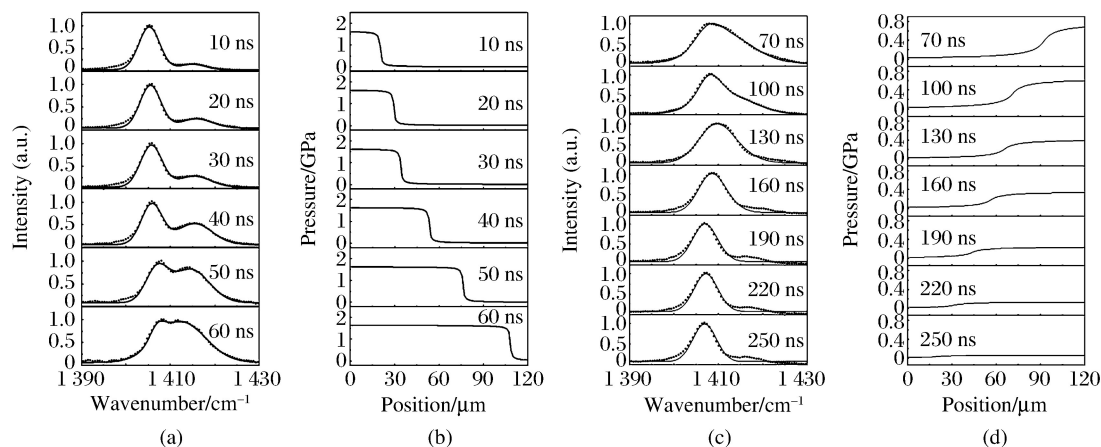 1.0
0.5
0
10 ns
1.0
0.5
0
20 ns
1.0
0.5
0
30 ns
1.0
0.5
0
40 ns
1.0
0.5
0
50 ns
1.0
0.5
0
60 ns
Intensity (a.u.)
1 390 1 410 1 430
Wavenumber/cm⁻¹
(a)
2
1
0
10 ns
2
1
0
20 ns
2
1
0
30 ns
2
1
0
40 ns
2
1
0
50 ns
2
1
0
60 ns
Pressure/GPa
0 30 60 90 120
Position/μm
(b)
1.0
0.5
0
70 ns
1.0
0.5
0
100 ns
1.0
0.5
0
130 ns
1.0
0.5
0
160 ns
1.0
0.5
0
190 ns
1.0
0.5
0
220 ns
1.0
0.5
0
250 ns
Intensity (a.u.)
1 390 1 410 1 430
Wavenumber/cm⁻¹
(c)
0.8
0.4
0
70 ns
0.8
0.4
0
100 ns
0.8
0.4
0
130 ns
0.8
0.4
0
160 ns
0.8
0.4
0
190 ns
0.8
0.4
0
220 ns
0.8
0.4
0
250 ns
Pressure/GPa
0 30 60 90 120
Position/μm
(d)